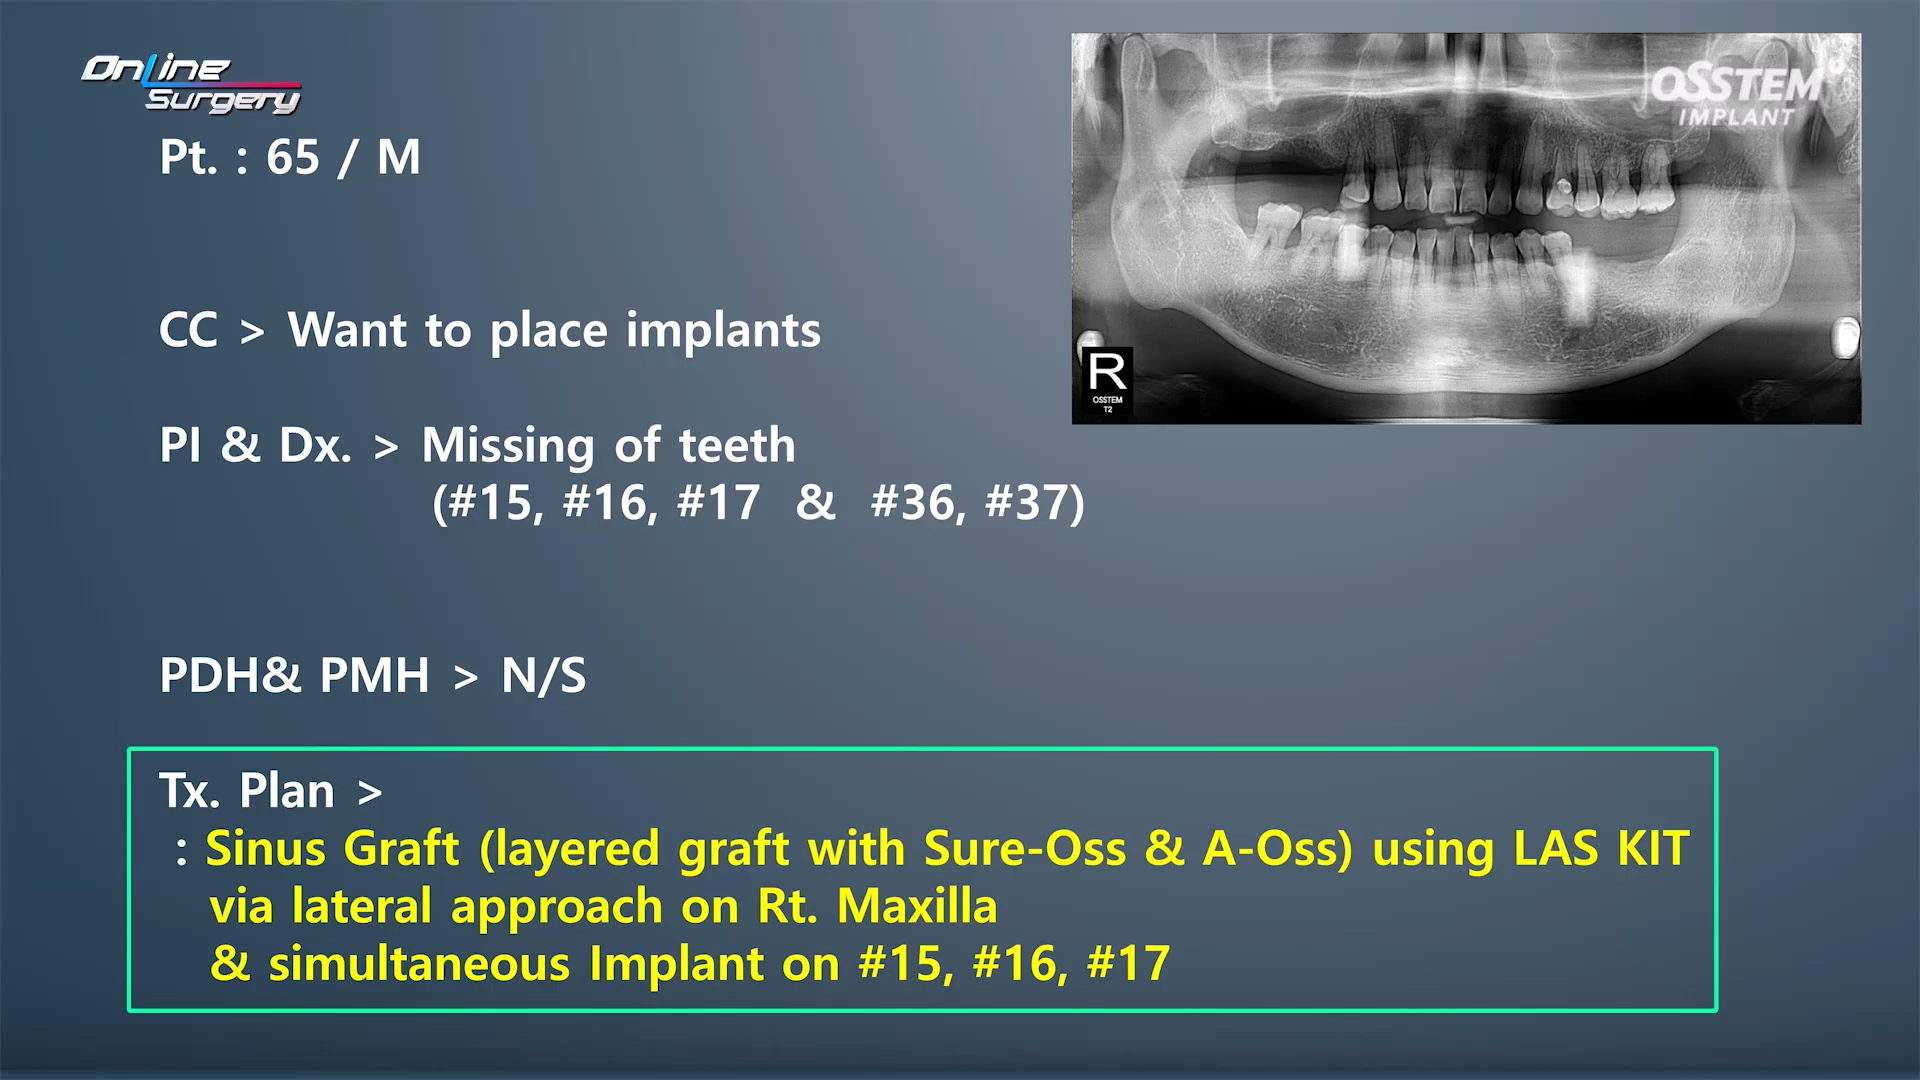 OnLine
Surgery
OSSTEM
IMPLANT
Pt. : 65 / M
CC > Want to place implants
R
OSSTEM
T2
PI & Dx. > Missing of teeth
(#15, #16, #17 & #36, #37)
PDH& PMH > N/S
Tx. Plan >
: Sinus Graft (layered graft with Sure-Oss & A-Oss) using LAS KIT
via lateral approach on Rt. Maxilla
& simultaneous Implant on #15, #16, #17